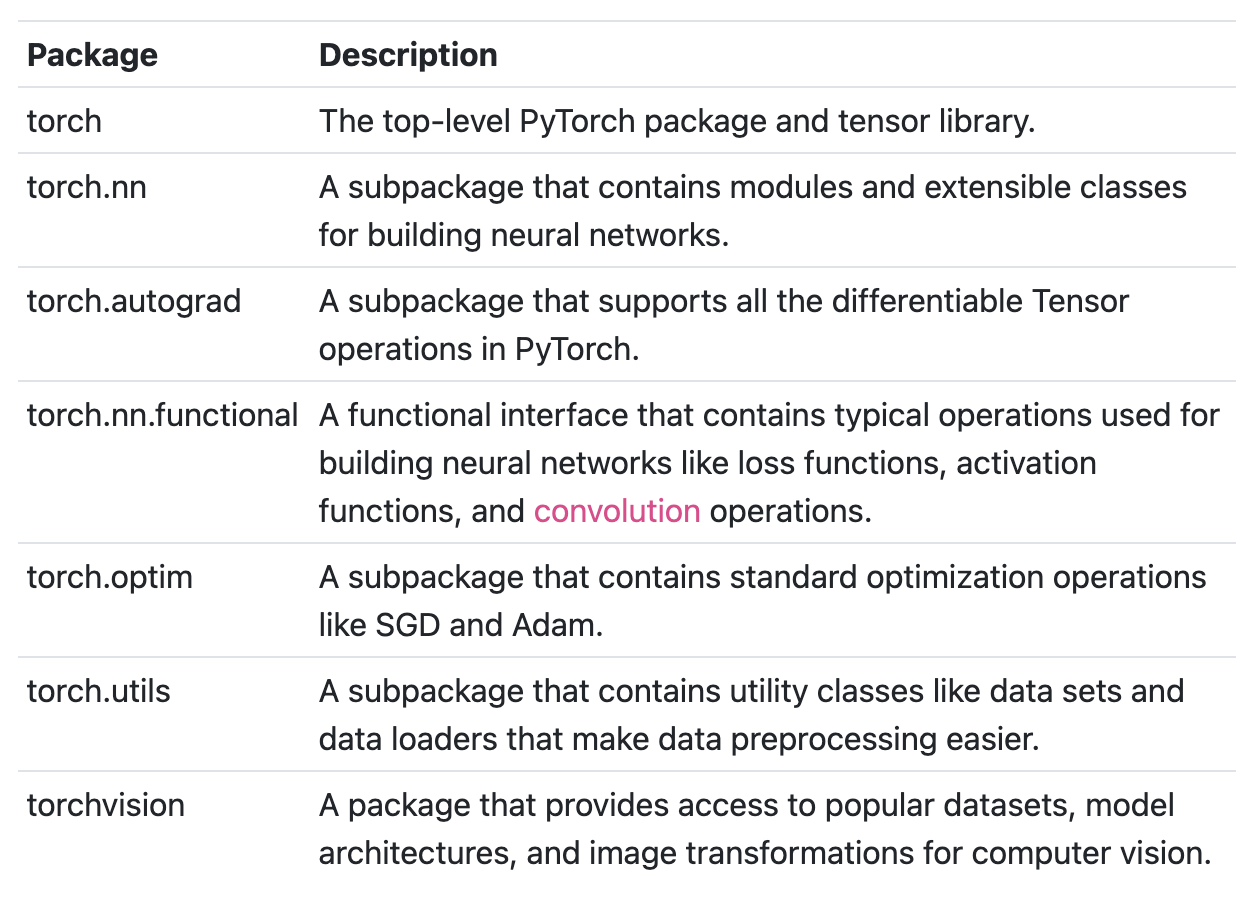 Package Description
torch The top-level PyTorch package and tensor library.
torch.nn A subpackage that contains modules and extensible classes
for building neural networks.
torch.autograd A subpackage that supports all the differentiable Tensor
operations in PyTorch.
torch.nn.functional A functional interface that contains typical operations used for
building neural networks like loss functions, activation
functions, and convolution operations.
torch.optim A subpackage that contains standard optimization operations
like SGD and Adam.
torch.utils A subpackage that contains utility classes like data sets and
data loaders that make data preprocessing easier.
torchvision A package that provides access to popular datasets, model
architectures, and image transformations for computer vision.